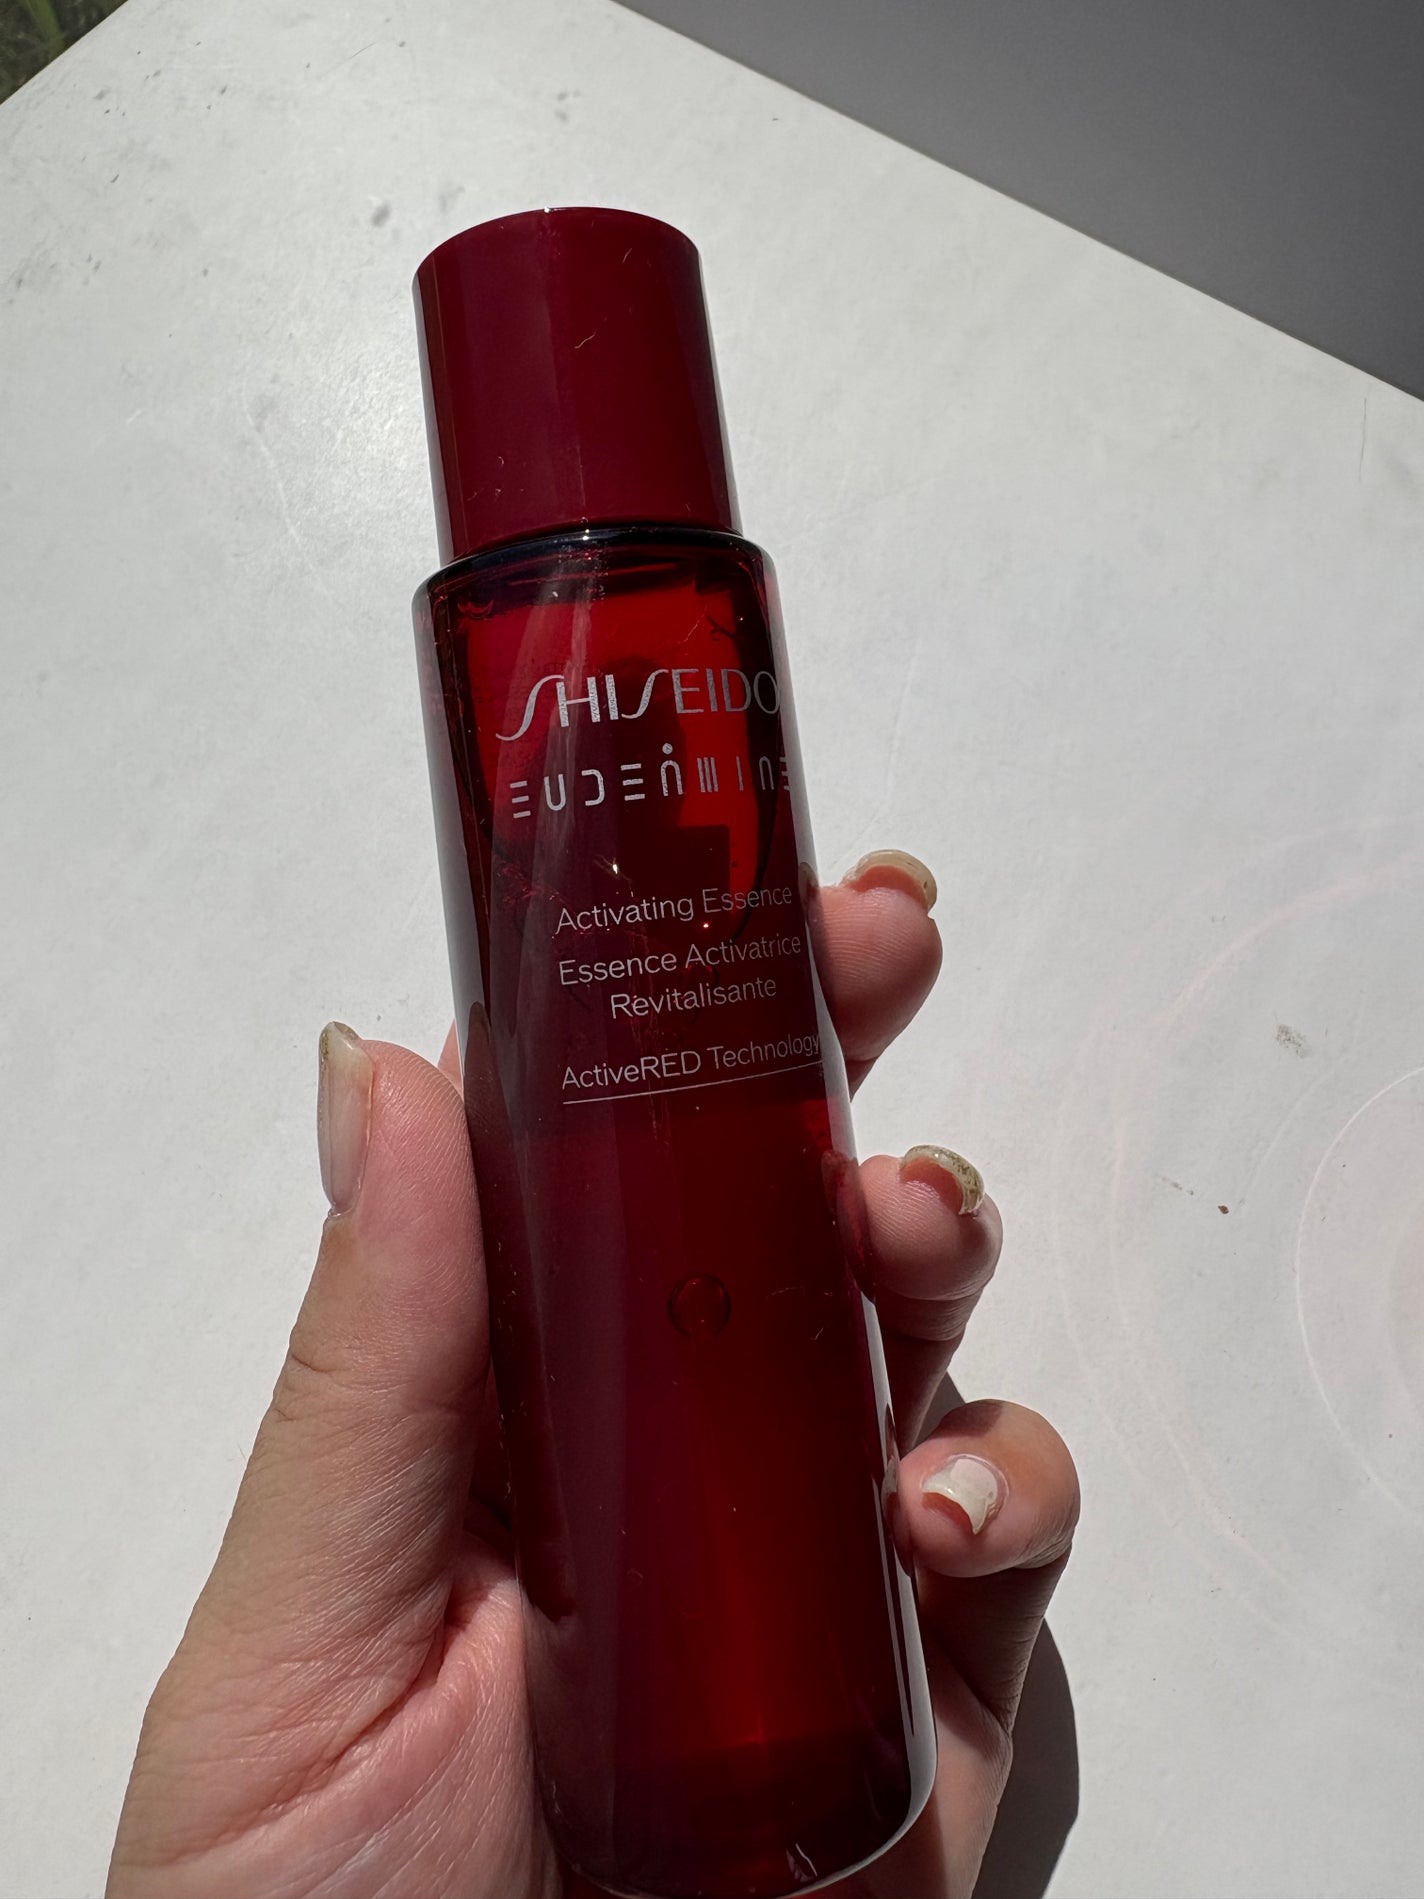 SHISEIDO
EUDERMINE
Activating Essence
Essence Activatrice
Revitalisante
ActiveRED Technology